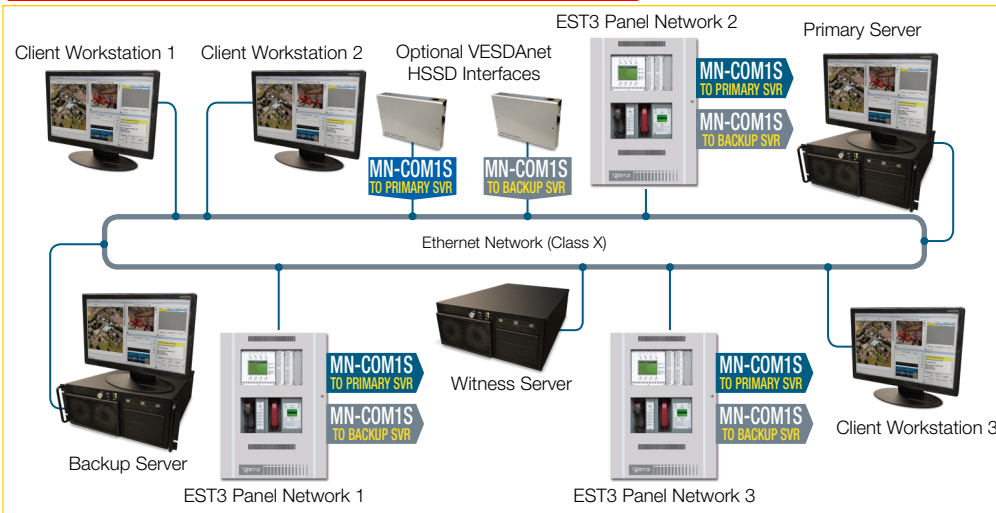 EST3 Panel Network 2
Primary Server
Client Workstation 1
Client Workstation 2
Optional VESDAnet
HSSD Interfaces
MN-COM1S
TO PRIMARY SVR
MN-COM1S
TO BACKUP SVR
MN-COM1S
TO PRIMARY SVR
MN-COM1S
TO BACKUP SVR
Ethernet Network (Class X)
MN-COM1S
TO PRIMARY SVR
MN-COM1S
TO BACKUP SVR
Witness Server
MN-COM1S
TO PRIMARY SVR
MN-COM1S
TO BACKUP SVR
Client Workstation 3
Backup Server
EST3 Panel Network 1
EST3 Panel Network 3